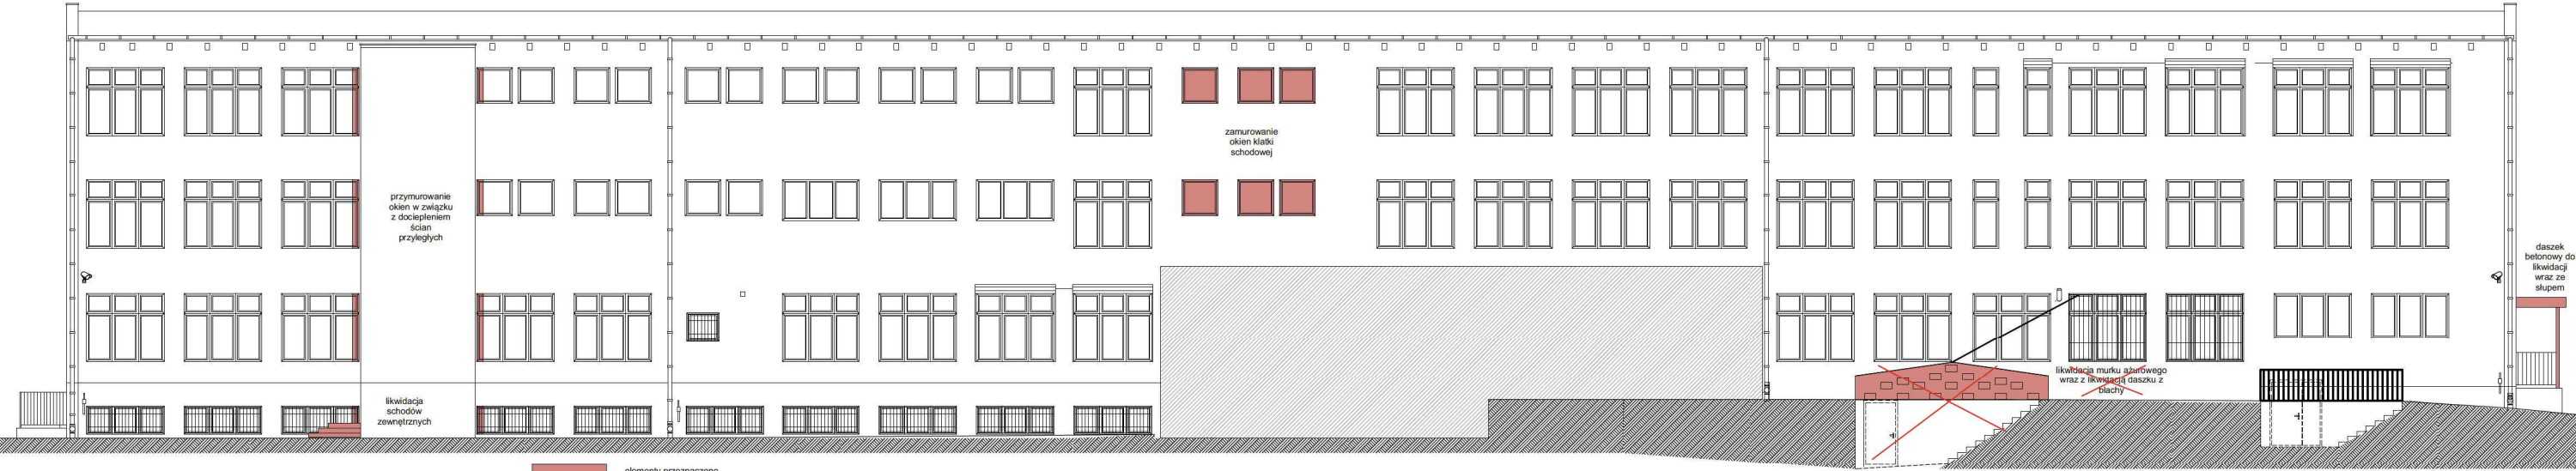 zamurowanie
okien klatki
schodowej
przymurowanie
okien w związku
z dociepleniem
ścian
przyległych
daszek
betonowy do
likwidacji
wraz ze
słupem
likwidacja murku ażurowego
wraz z likwidacją daszku z
blachy
likwidacja
schodów
zewnętrznych
elementy przeznaczone